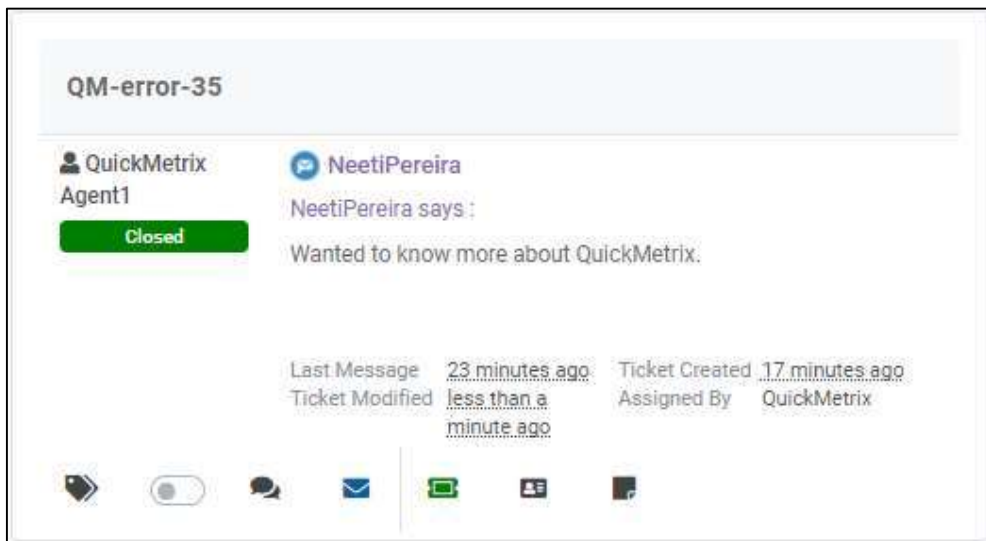 QM-error-35
QuickMetrix
Agent1
Closed
NeetiPereira
NeetiPereira says :
Wanted to know more about QuickMetrix.
Last Message 23 minutes ago Ticket Created 17 minutes ago
Ticket Modified less than a Assigned By QuickMetrix
minute ago